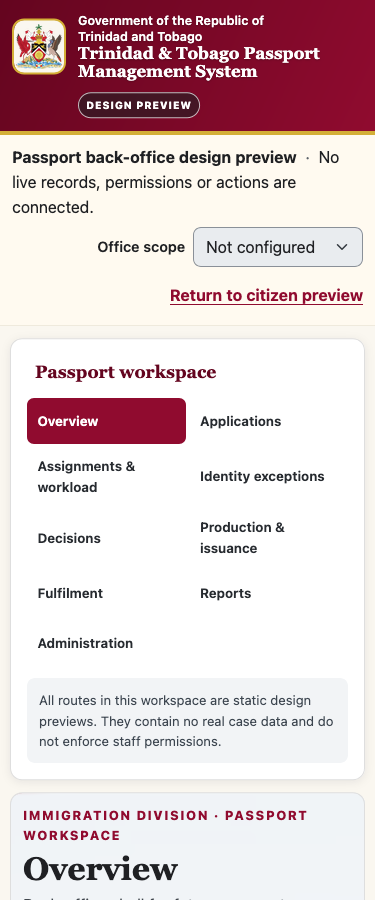 Government of the Republic of
Trinidad and Tobago
Trinidad & Tobago Passport
Management System
DESIGN PREVIEW
Passport back-office design preview · No
live records, permissions or actions are
connected.
Office scope
Not configured
Return to citizen preview
Passport workspace
Overview
Applications
Assignments &
workload
Identity exceptions
Decisions
Production &
issuance
Fulfilment
Reports
Administration
All routes in this workspace are static design
previews. They contain no real case data and do
not enforce staff permissions.
IMMIGRATION DIVISION · PASSPORT
WORKSPACE
Overview